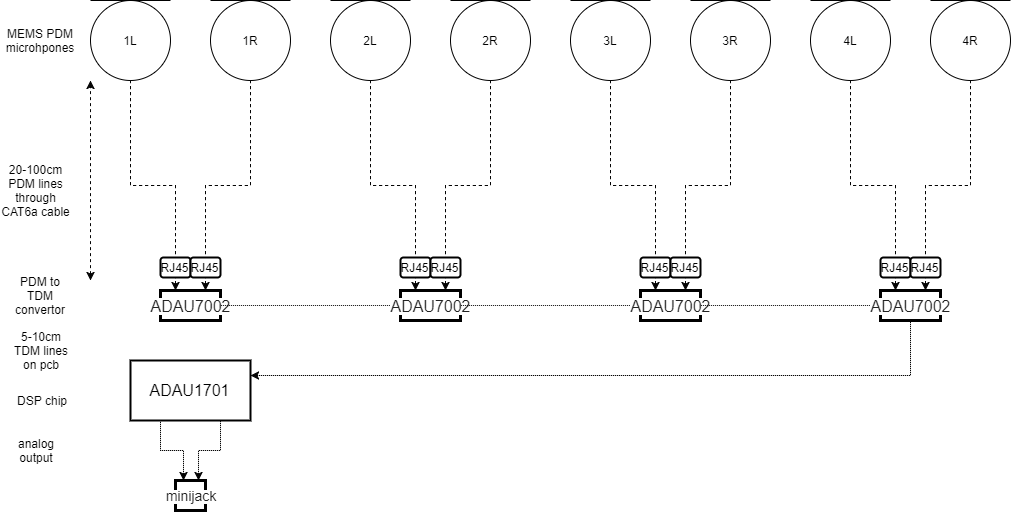 MEMS PDM
microhpones
1L
1R
2L
2R
3L
3R
4L
4R
20-100cm
PDM lines
through
CAT6a cable
RJ45
RJ45
RJ45
RJ45
RJ45
RJ45
RJ45
RJ45
PDM to
TDM
convertor
ADAU7002
ADAU7002
ADAU7002
ADAU7002
5-10cm
TDM lines
on pcb
ADAU1701
DSP chip
analog
output
minijack